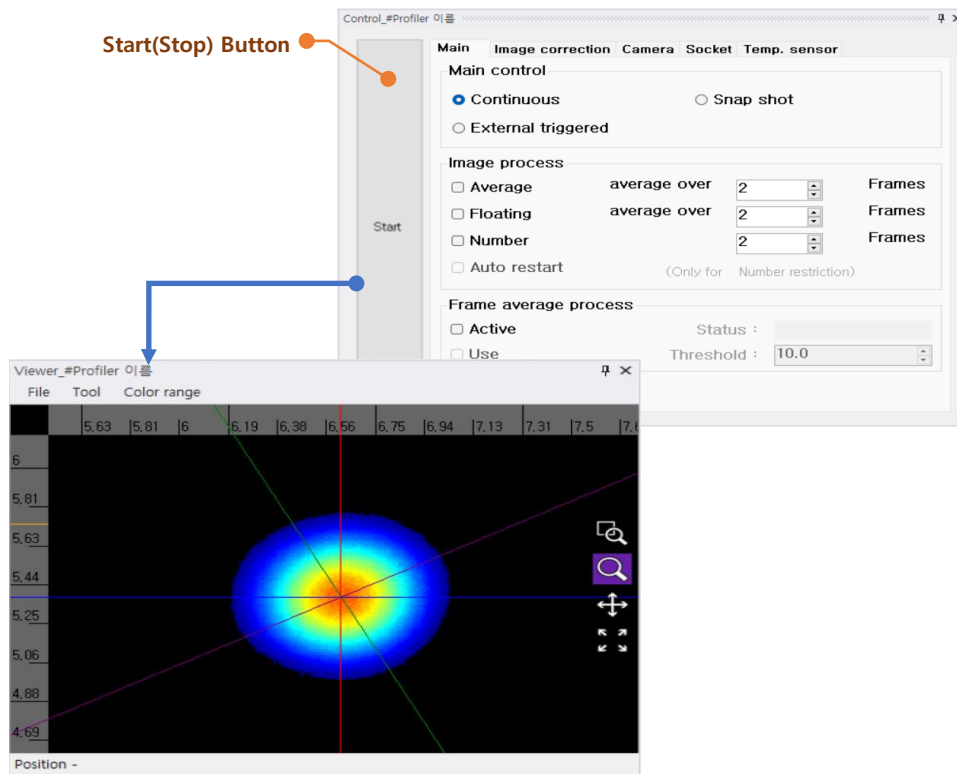 Control_#Profiler 이름
Start(Stop) Button
Main Image correction Camera Socket Temp. sensor
Main control
Continuous Snap shot
External triggered
Image process
Average average over 2 Frames
Floating average over 2 Frames
Start
Number 2 Frames
Auto restart (Only for Number restriction)
Frame average process
Active Status :
Use Threshold : 10.0
Viewer_#Profiler 이름
File Tool Color range
5,63 5,81 6 6,19 6,38 6,56 6,75 6,94 7,13 7,31 7,5
6
5,81
5,63
5,44
5,25
5,06
4,88
4,69
Position -